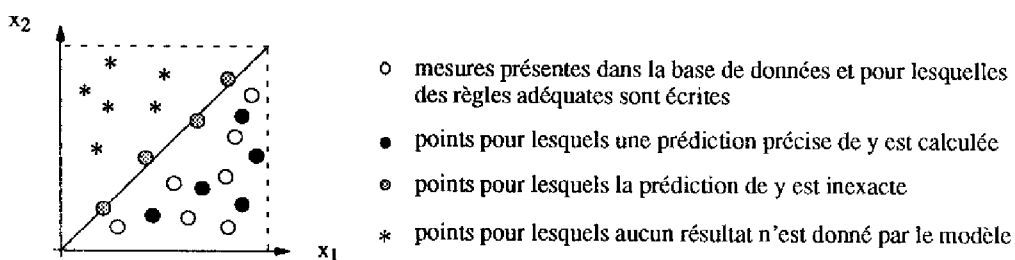 x2
x1
o mesures présentes dans la base de données et pour lesquelles
des règles adéquates sont écrites
● points pour lesquels une prédiction précise de y est calculée
points pour lesquels la prédiction de y est inexacte
* points pour lesquels aucun résultat n'est donné par le modèle